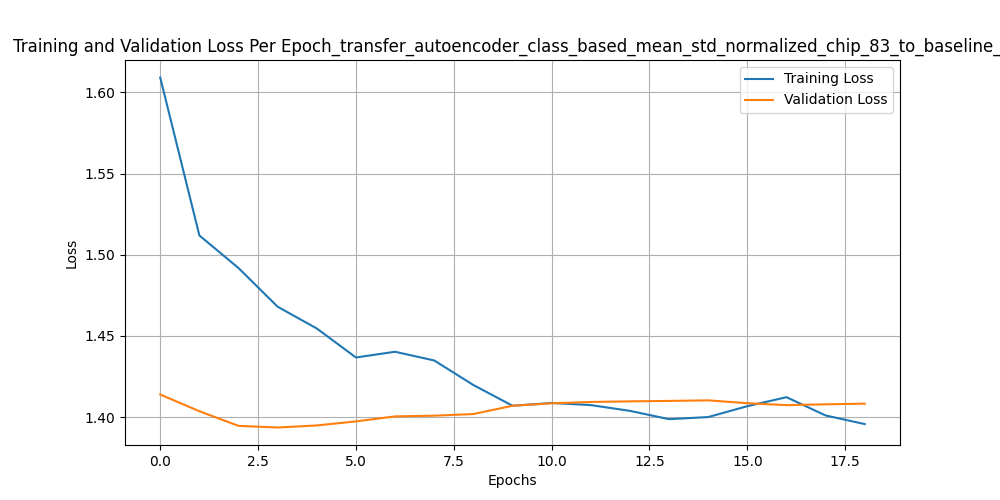 Training and Validation Loss Per Epoch_transfer_autoencoder_class_based_mean_std_normalized_chip_83_to_baseline_
Training Loss
Validation Loss
1.60
1.55
1.50
1.45
1.40
Loss
0.0 2.5 5.0 7.5 10.0 12.5 15.0 17.5
Epochs